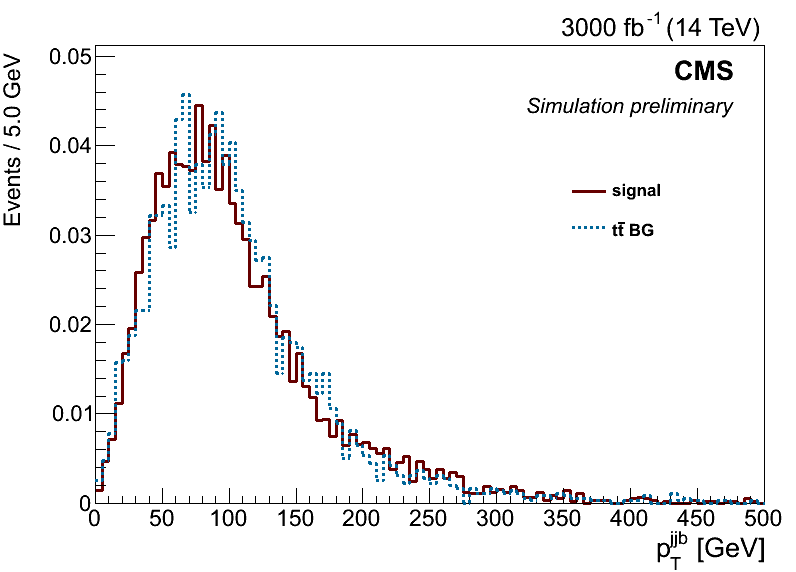 3000 fb⁻¹ (14 TeV)
CMS
Simulation preliminary
signal
tt̄ BG
Events / 5.0 GeV
0.05
0.04
0.03
0.02
0.01
0
0 50 100 150 200 250 300 350 400 450 500
p_T^jjb [GeV]